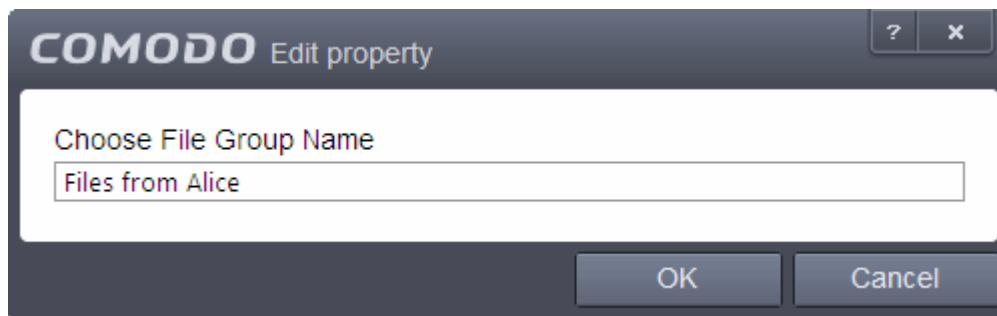 COMODO Edit property
? x
Choose File Group Name
Files from Alice
OK Cancel